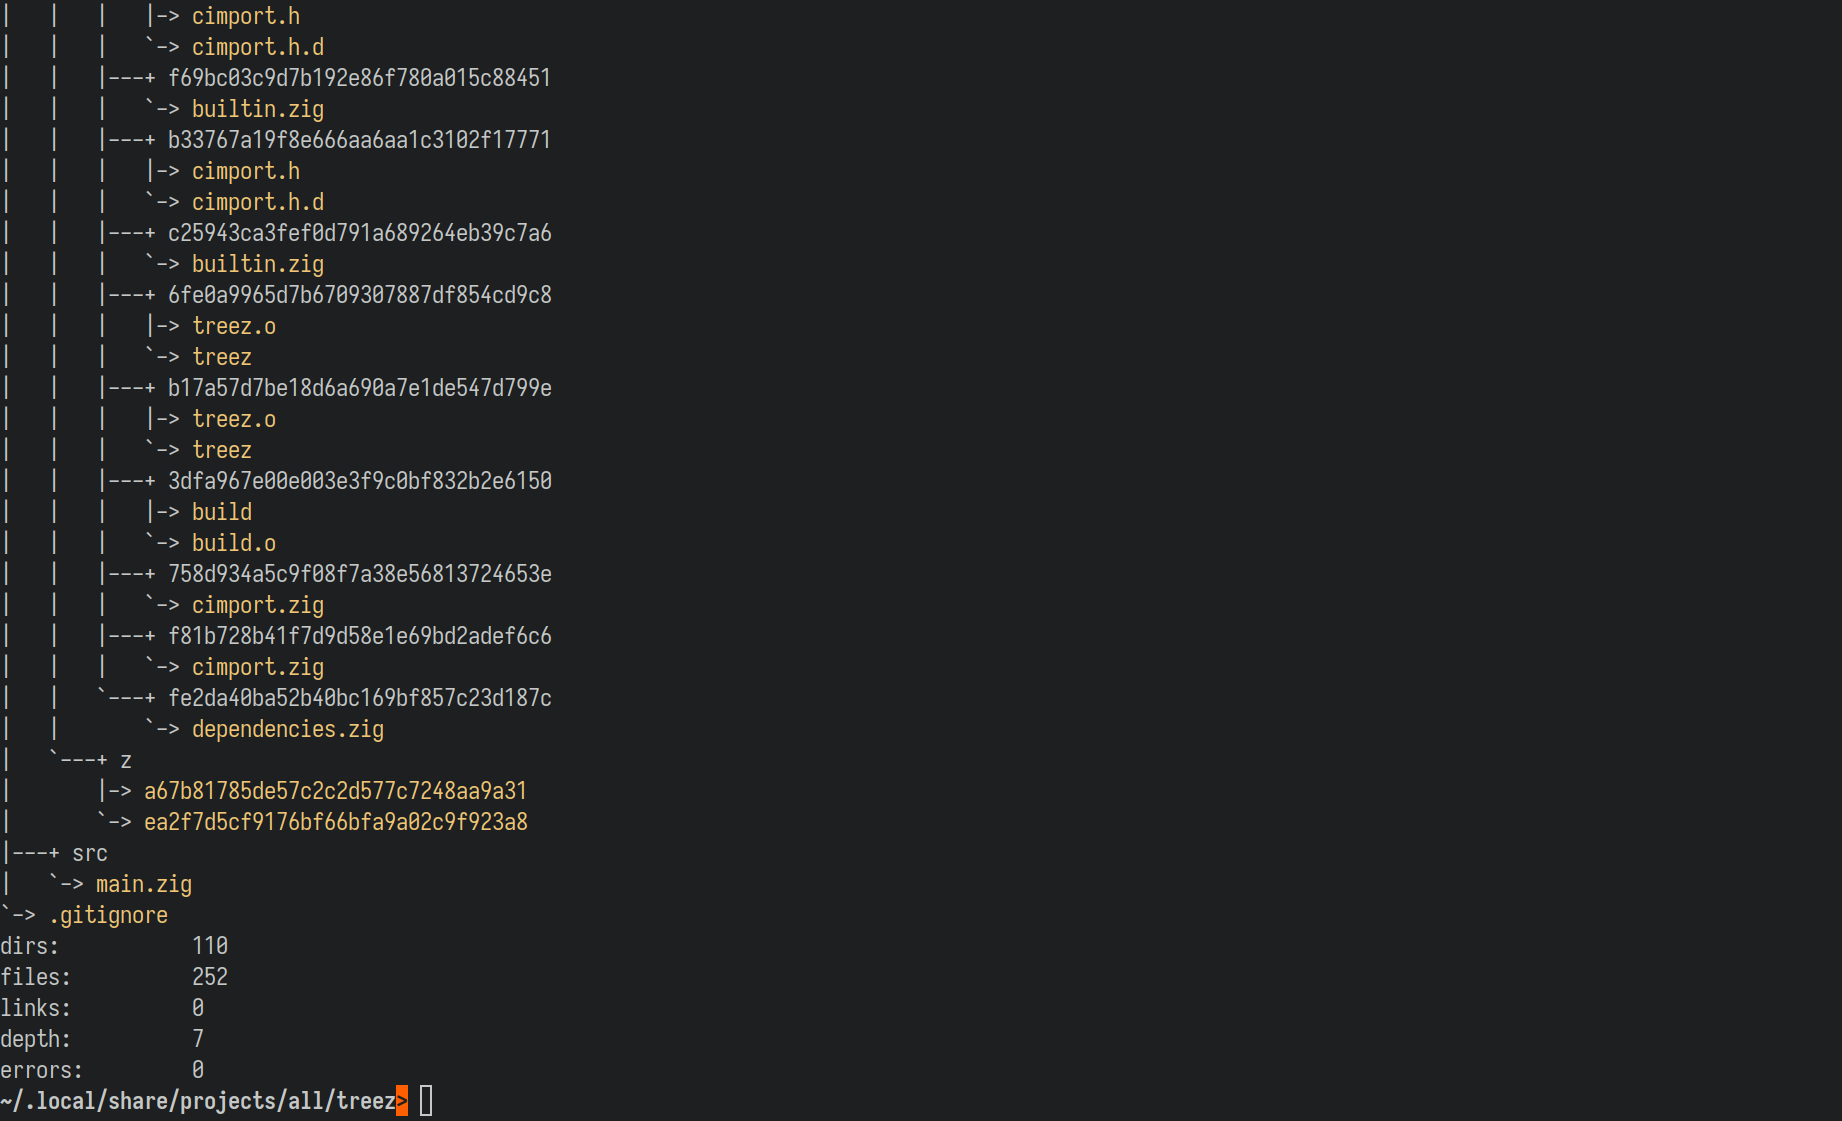 |   |   |   |-> cimport.h
|   |   |   `-> cimport.h.d
|   |   |---+ f69bc03c9d7b192e86f780a015c88451
|   |   |   `-> builtin.zig
|   |   |---+ b33767a19f8e666aa6aa1c3102f17771
|   |   |   |-> cimport.h
|   |   |   `-> cimport.h.d
|   |   |---+ c25943ca3fef0d791a689264eb39c7a6
|   |   |   `-> builtin.zig
|   |   |---+ 6fe0a9965d7b6709307887df854cd9c8
|   |   |   |-> treez.o
|   |   |   `-> treez
|   |   |---+ b17a57d7be18d6a690a7e1de547d799e
|   |   |   |-> treez.o
|   |   |   `-> treez
|   |   |---+ 3dfa967e00e003e3f9c0bf832b2e6150
|   |   |   |-> build
|   |   |   `-> build.o
|   |   |---+ 758d934a5c9f08f7a38e56813724653e
|   |   |   `-> cimport.zig
|   |   |---+ f81b728b41f7d9d58e1e69bd2adef6c6
|   |   |   `-> cimport.zig
|   |   `---+ fe2da40ba52b40bc169bf857c23d187c
|   |       `-> dependencies.zig
|   `---+ z
|       |-> a67b81785de57c2c2d577c7248aa9a31
|       `-> ea2f7d5cf9176bf66bfa9a02c9f923a8
|---+ src
|   `-> main.zig
`-> .gitignore
dirs:           110
files:          252
links:          0
depth:          7
errors:         0
~/.local/share/projects/all/treez>